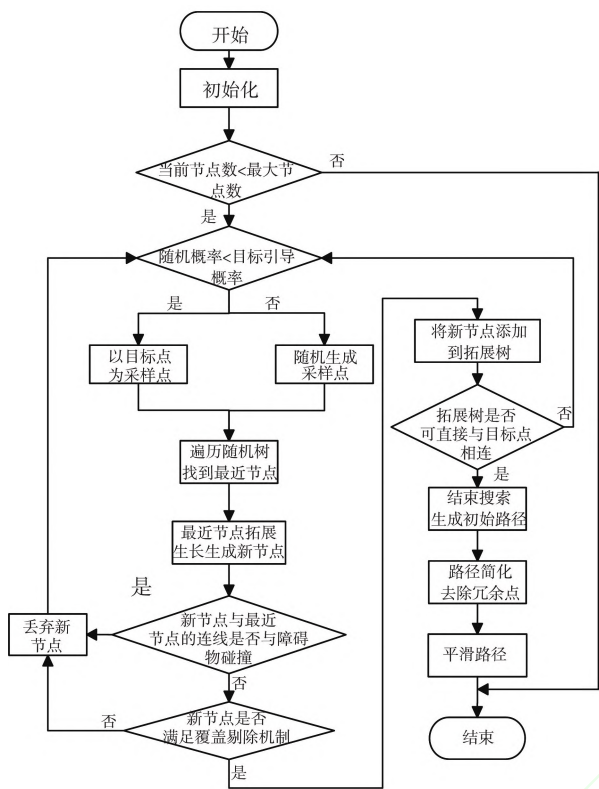 开始
初始化
当前节点数<最大节
点数
否
是
随机概率<目标引导
概率
是
否
以目标点
为采样点
随机生成
采样点
遍历随机树
找到最近节点
最近节点拓展
生长生成新节点
是
新节点与最近
节点的连线是否与障碍
物碰撞
丢弃新
节点
否
否
新节点是否
满足覆盖剔除机制
是
将新节点添加
到拓展树
拓展树是否
可直接与目标点
相连
否
是
结束搜索
生成初始路径
路径简化
去除冗余点
平滑路径
结束